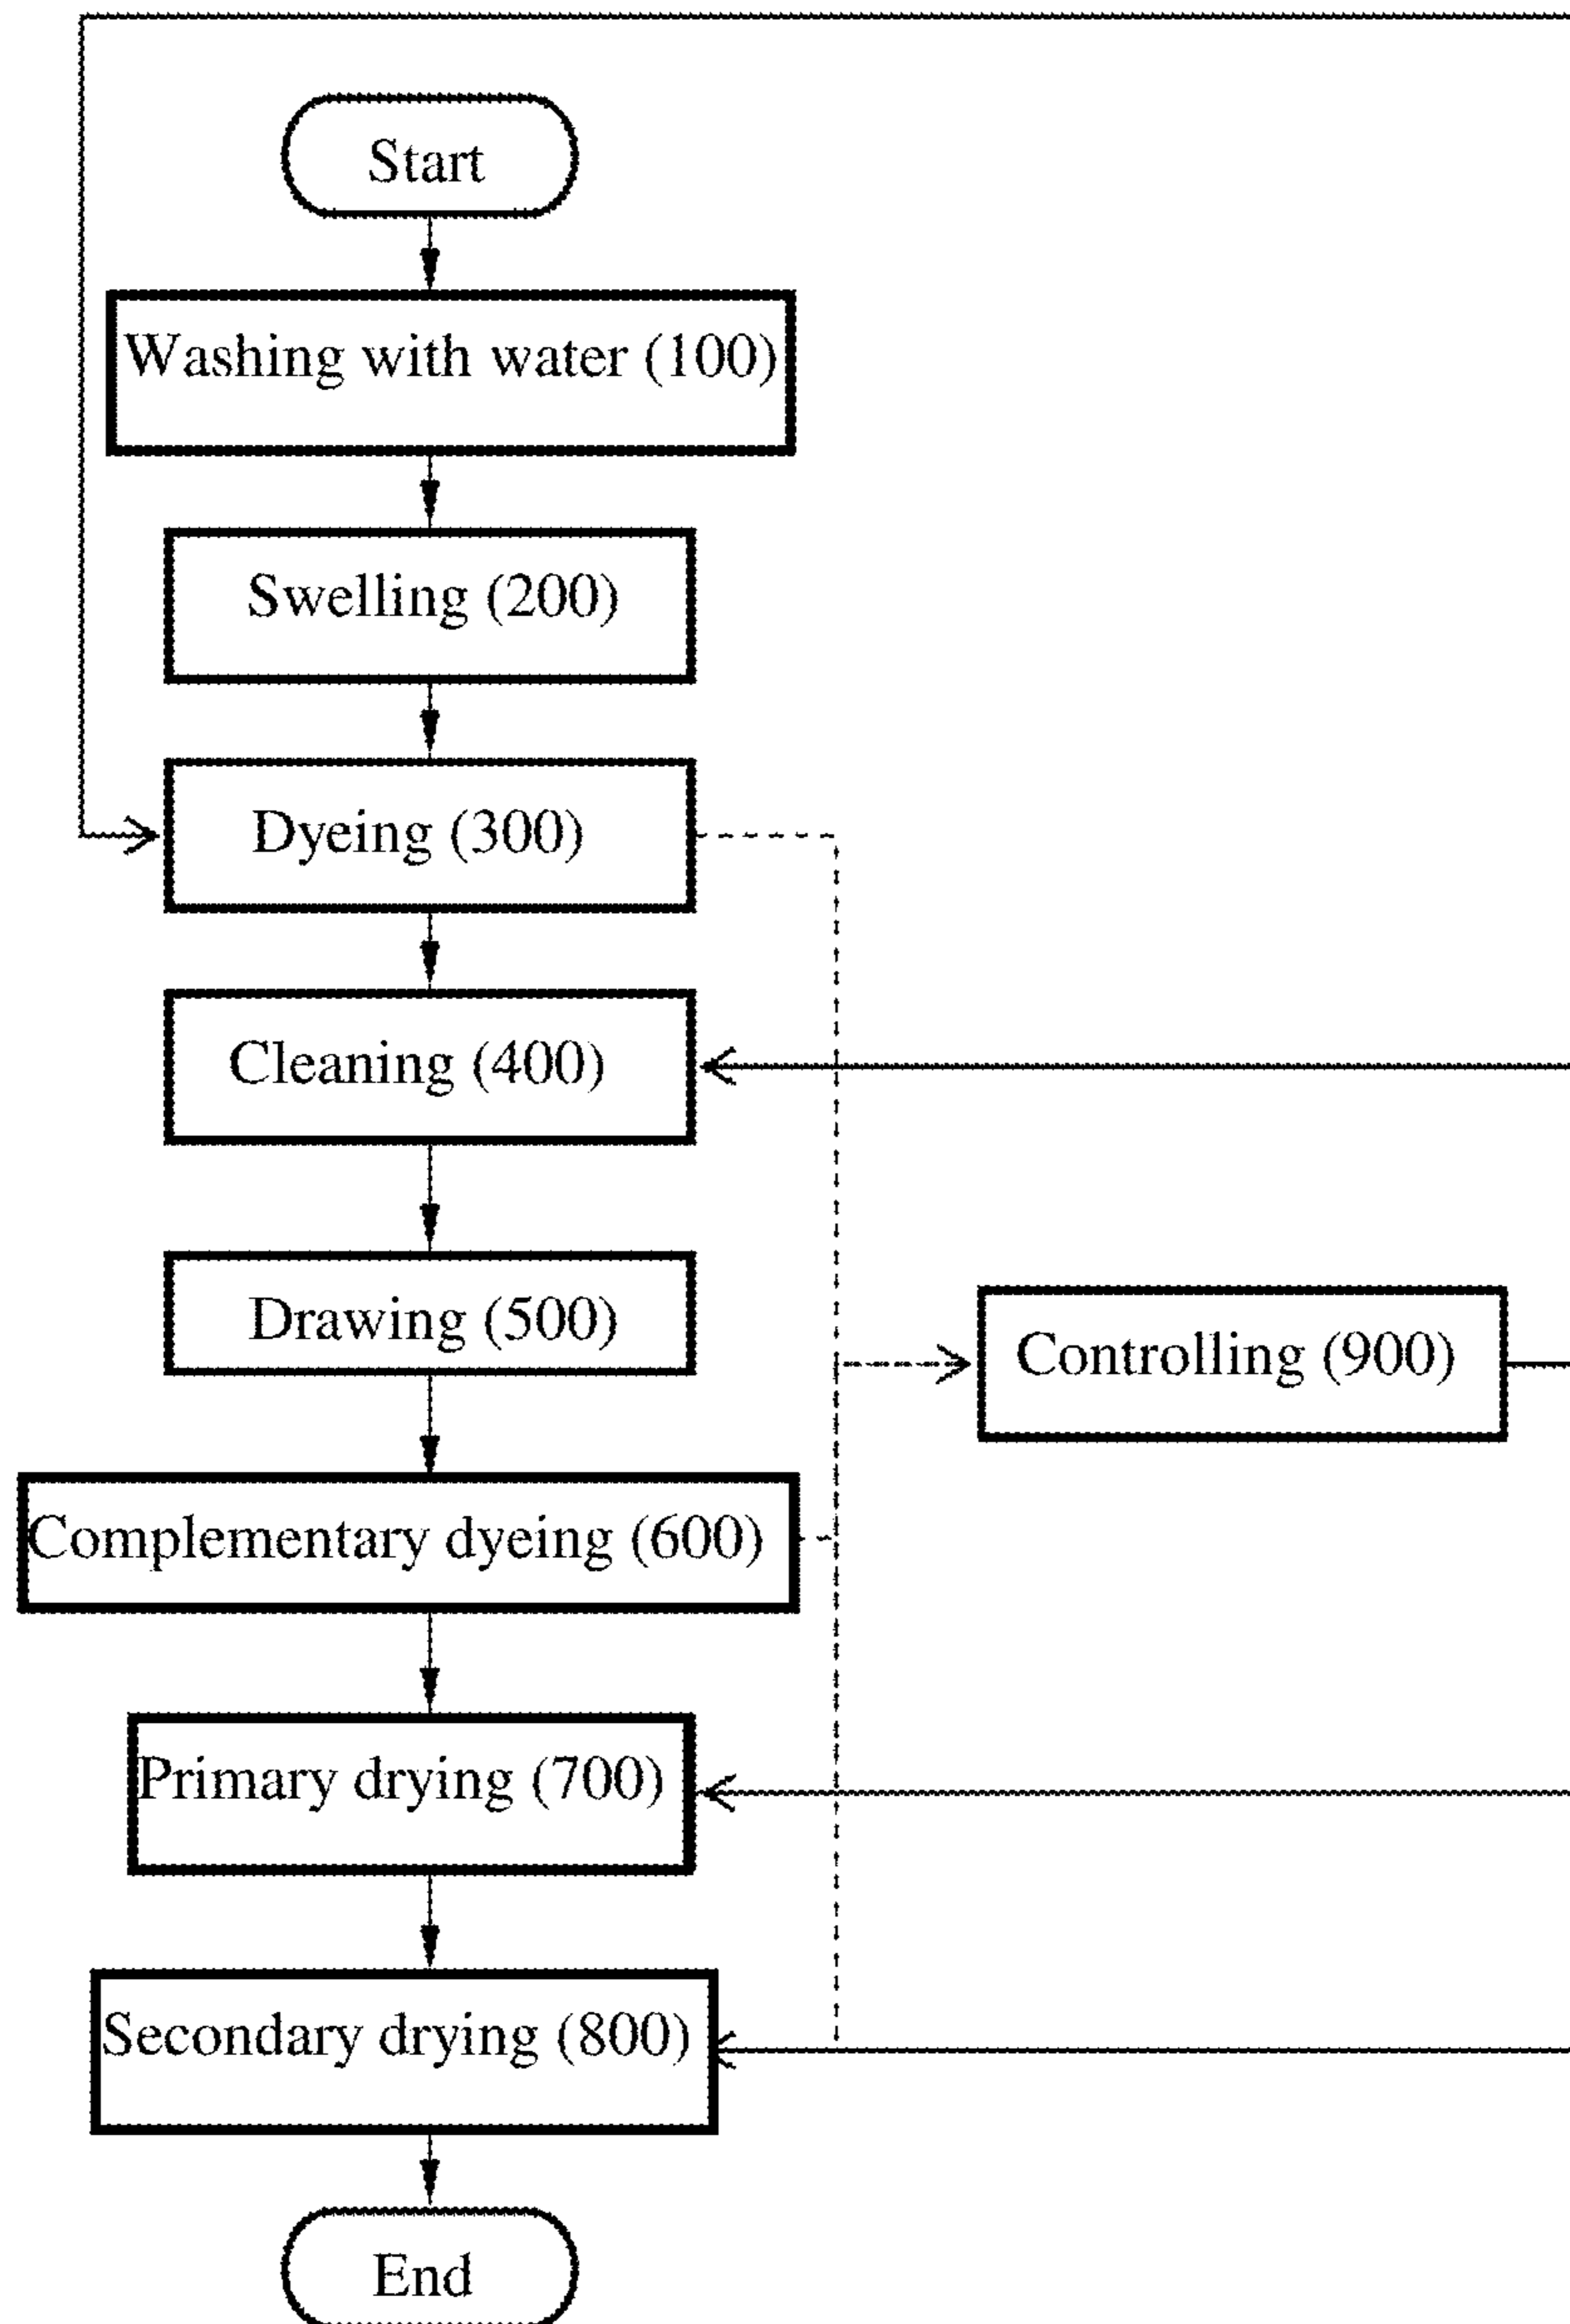 Start
Washing with water (100)
Swelling (200)
Dyeing (300)
Cleaning (400)
Drawing (500)
Controlling (900)
Complementary dyeing (600)
Primary drying (700)
Secondary drying (800)
End